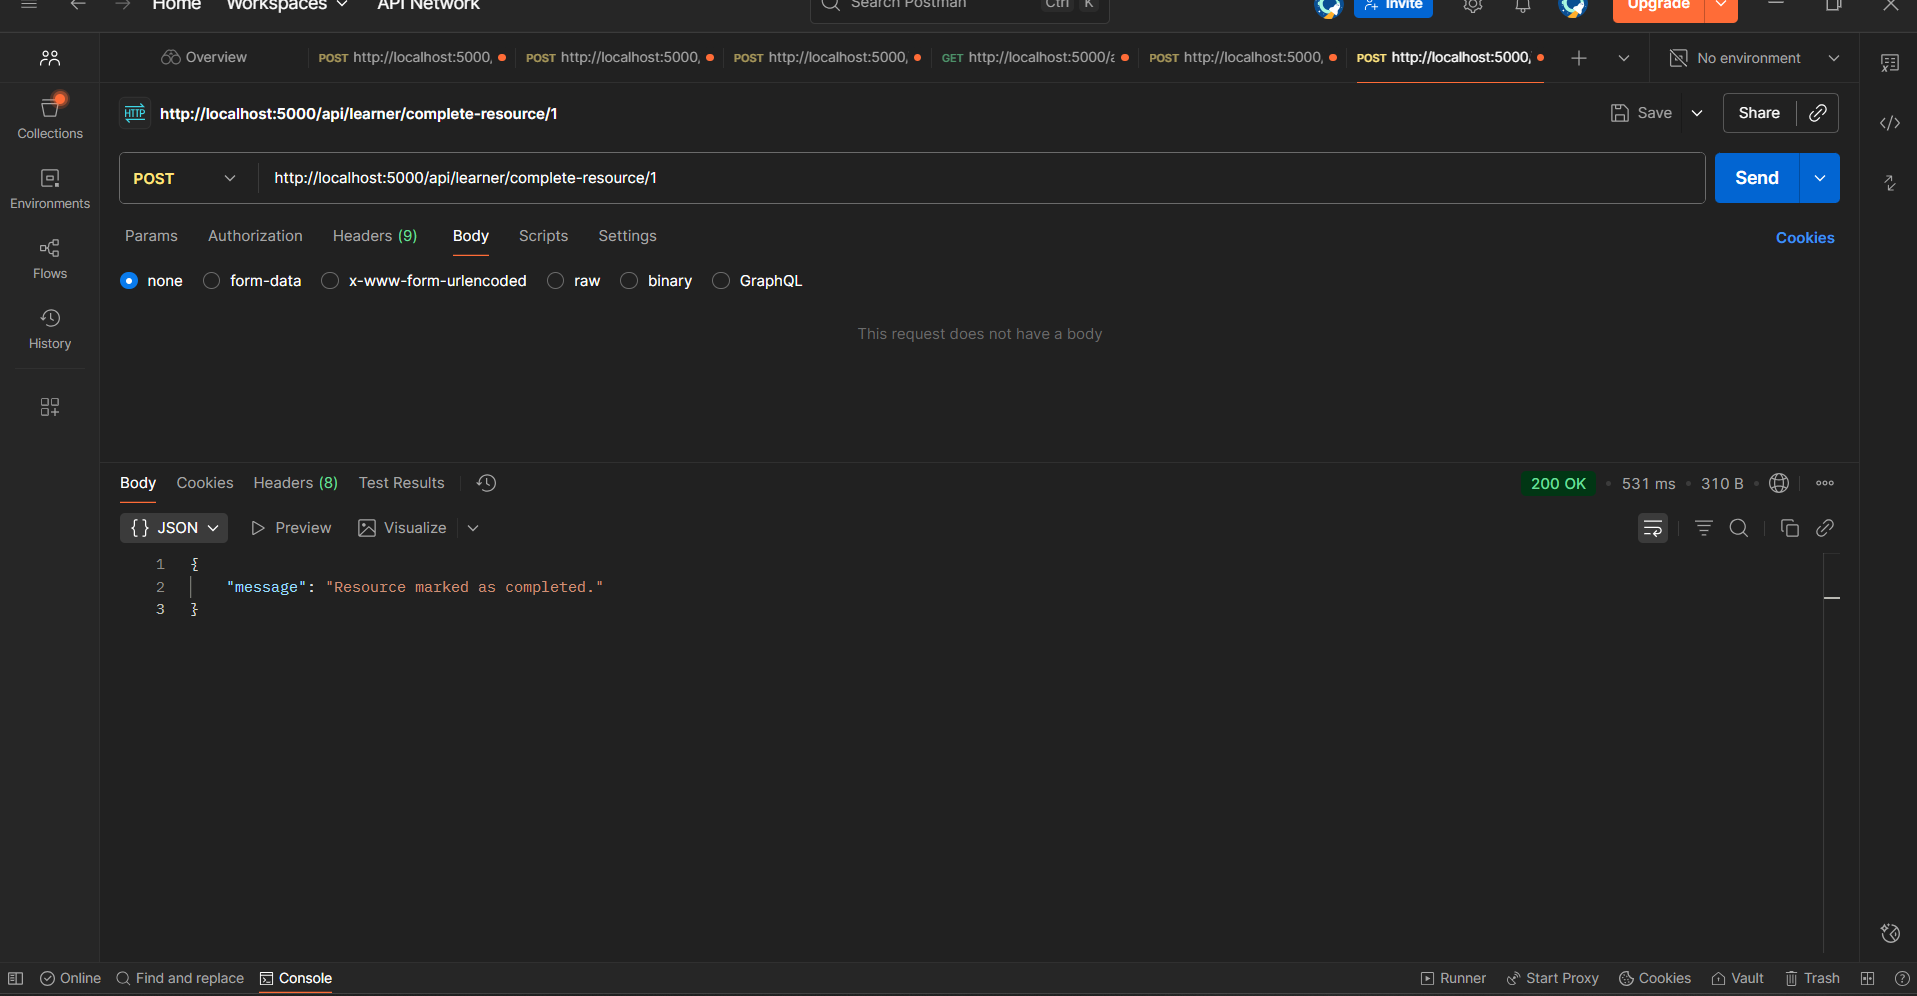 Home Workspaces API Network Search Postman Ctrl K Invite Upgrade
Overview POST http://localhost:5000, POST http://localhost:5000, POST http://localhost:5000, GET http://localhost:5000/a POST http://localhost:5000, POST http://localhost:5000, No environment
HTTP http://localhost:5000/api/learner/complete-resource/1 Save Share
Collections
Environments
Flows
History
POST http://localhost:5000/api/learner/complete-resource/1 Send
Params Authorization Headers (9) Body Scripts Settings Cookies
none form-data x-www-form-urlencoded raw binary GraphQL
This request does not have a body
Body Cookies Headers (8) Test Results 200 OK • 531 ms • 310 B •
{} JSON Preview Visualize
1 {
2 "message": "Resource marked as completed."
3 }
Online Find and replace Console Runner Start Proxy Cookies Vault Trash